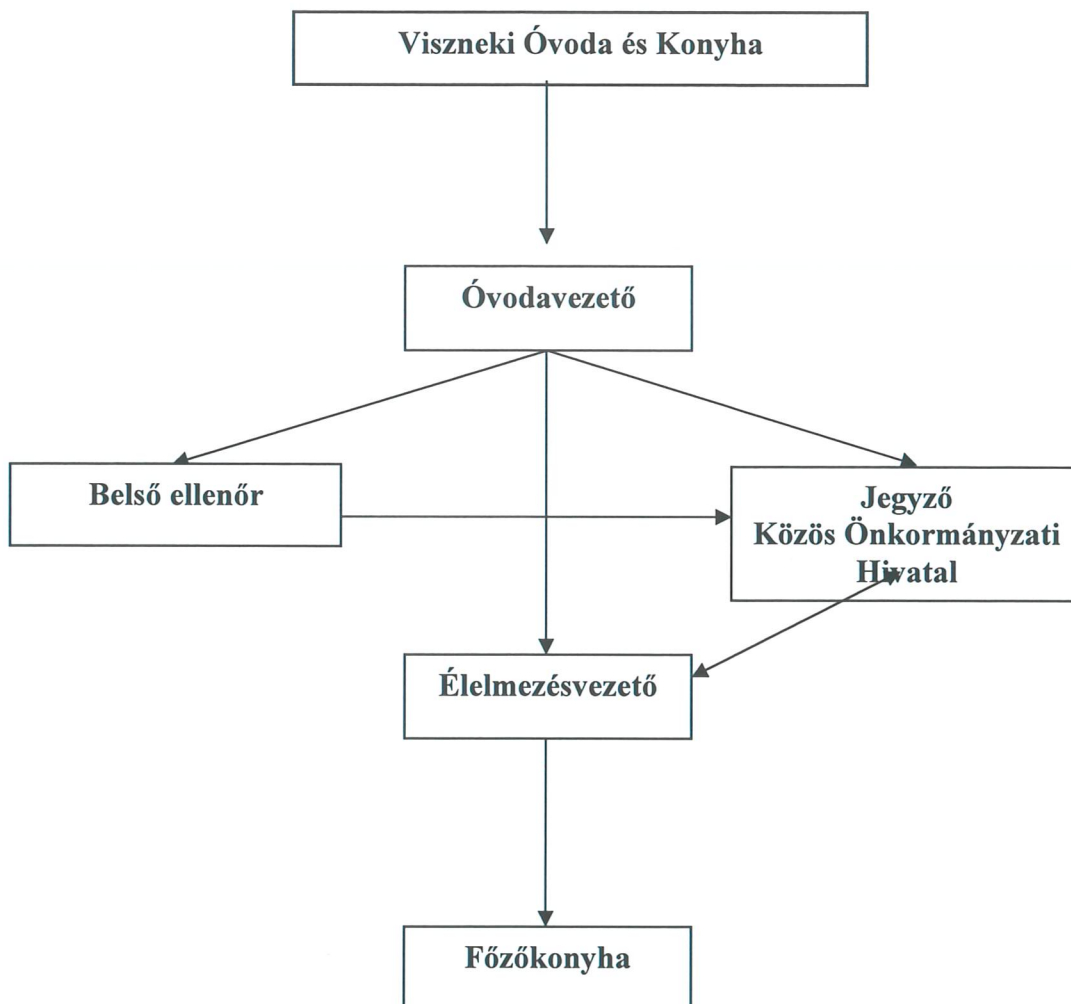 Viszneki Óvoda és Konyha
Óvodavezető
Belső ellenőr
Jegyző
Közös Önkormányzati
Hivatal
Élelmezésvezető
Főzőkonyha